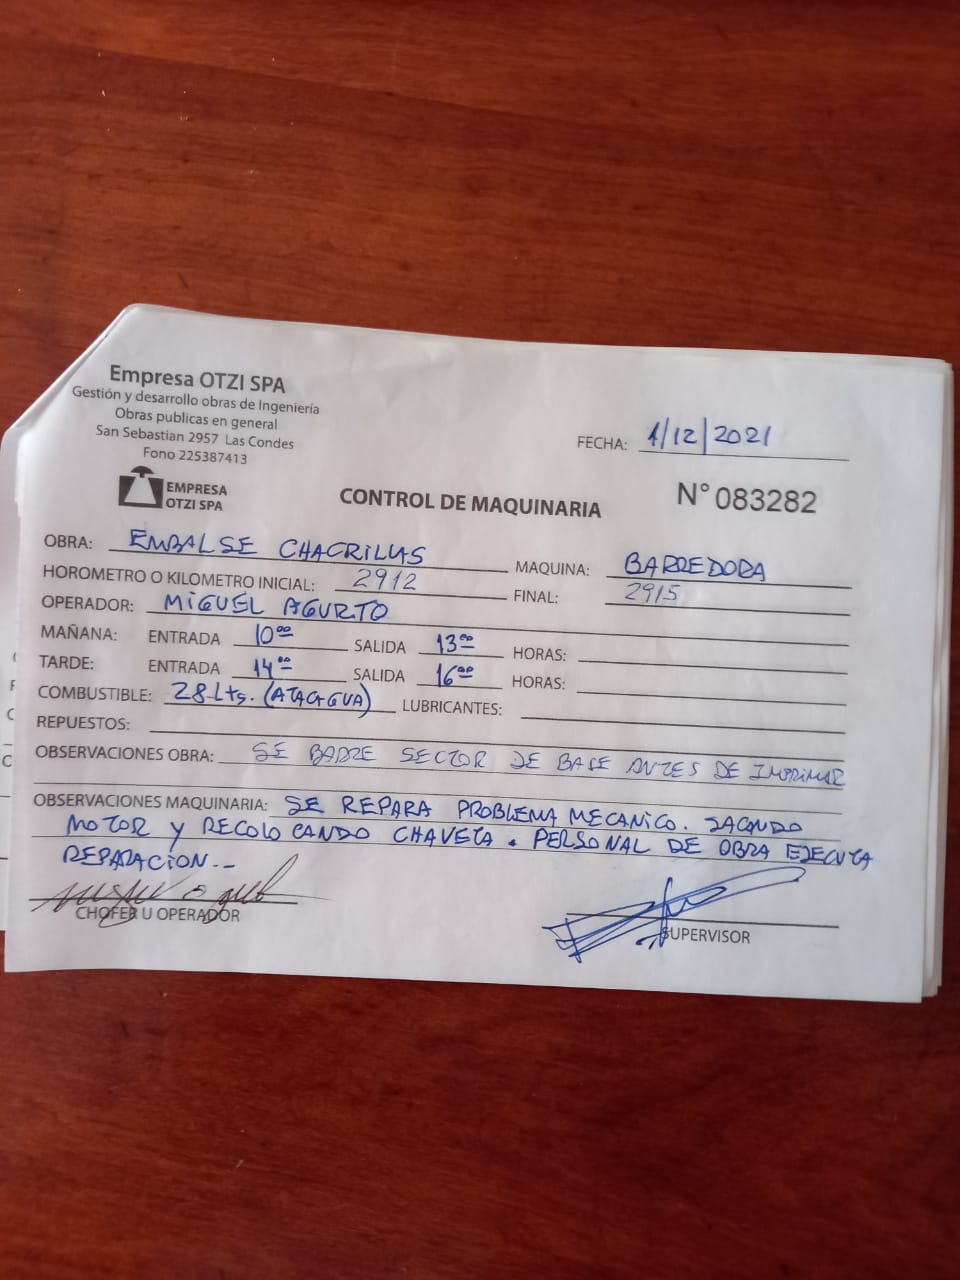 Empresa OTZI SPA
Gestión y desarrollo obras de Ingeniería
Obras publicas en general
San Sebastian 2957 Las Condes
Fono 225387413
EMPRESA
OTZI SPA
FECHA: 1/12/2021
CONTROL DE MAQUINARIA
N° 083282
OBRA: EMBALSE CHACRILLAS MAQUINA: BARREDORA
HOROMETRO O KILOMETRO INICIAL: 2912 FINAL: 2915
OPERADOR: MIGUEL AGURTO
MAÑANA: ENTRADA 10:00 SALIDA 13:00 HORAS:
TARDE: ENTRADA 14:00 SALIDA 16:00 HORAS:
COMBUSTIBLE: 28 Lts. (ATACAGUA) LUBRICANTES:
REPUESTOS:
OBSERVACIONES OBRA: SE BARRE SECTOR DE BASE ANTES DE IMPRIMAR
OBSERVACIONES MAQUINARIA: SE REPARA PROBLEMA MECANICO. SACANDO
MOTOR Y RECOLOCANDO CHAVETA. PERSONAL DE OBRA EJECUTA
REPARACION.-
CHOFER U OPERADOR
SUPERVISOR